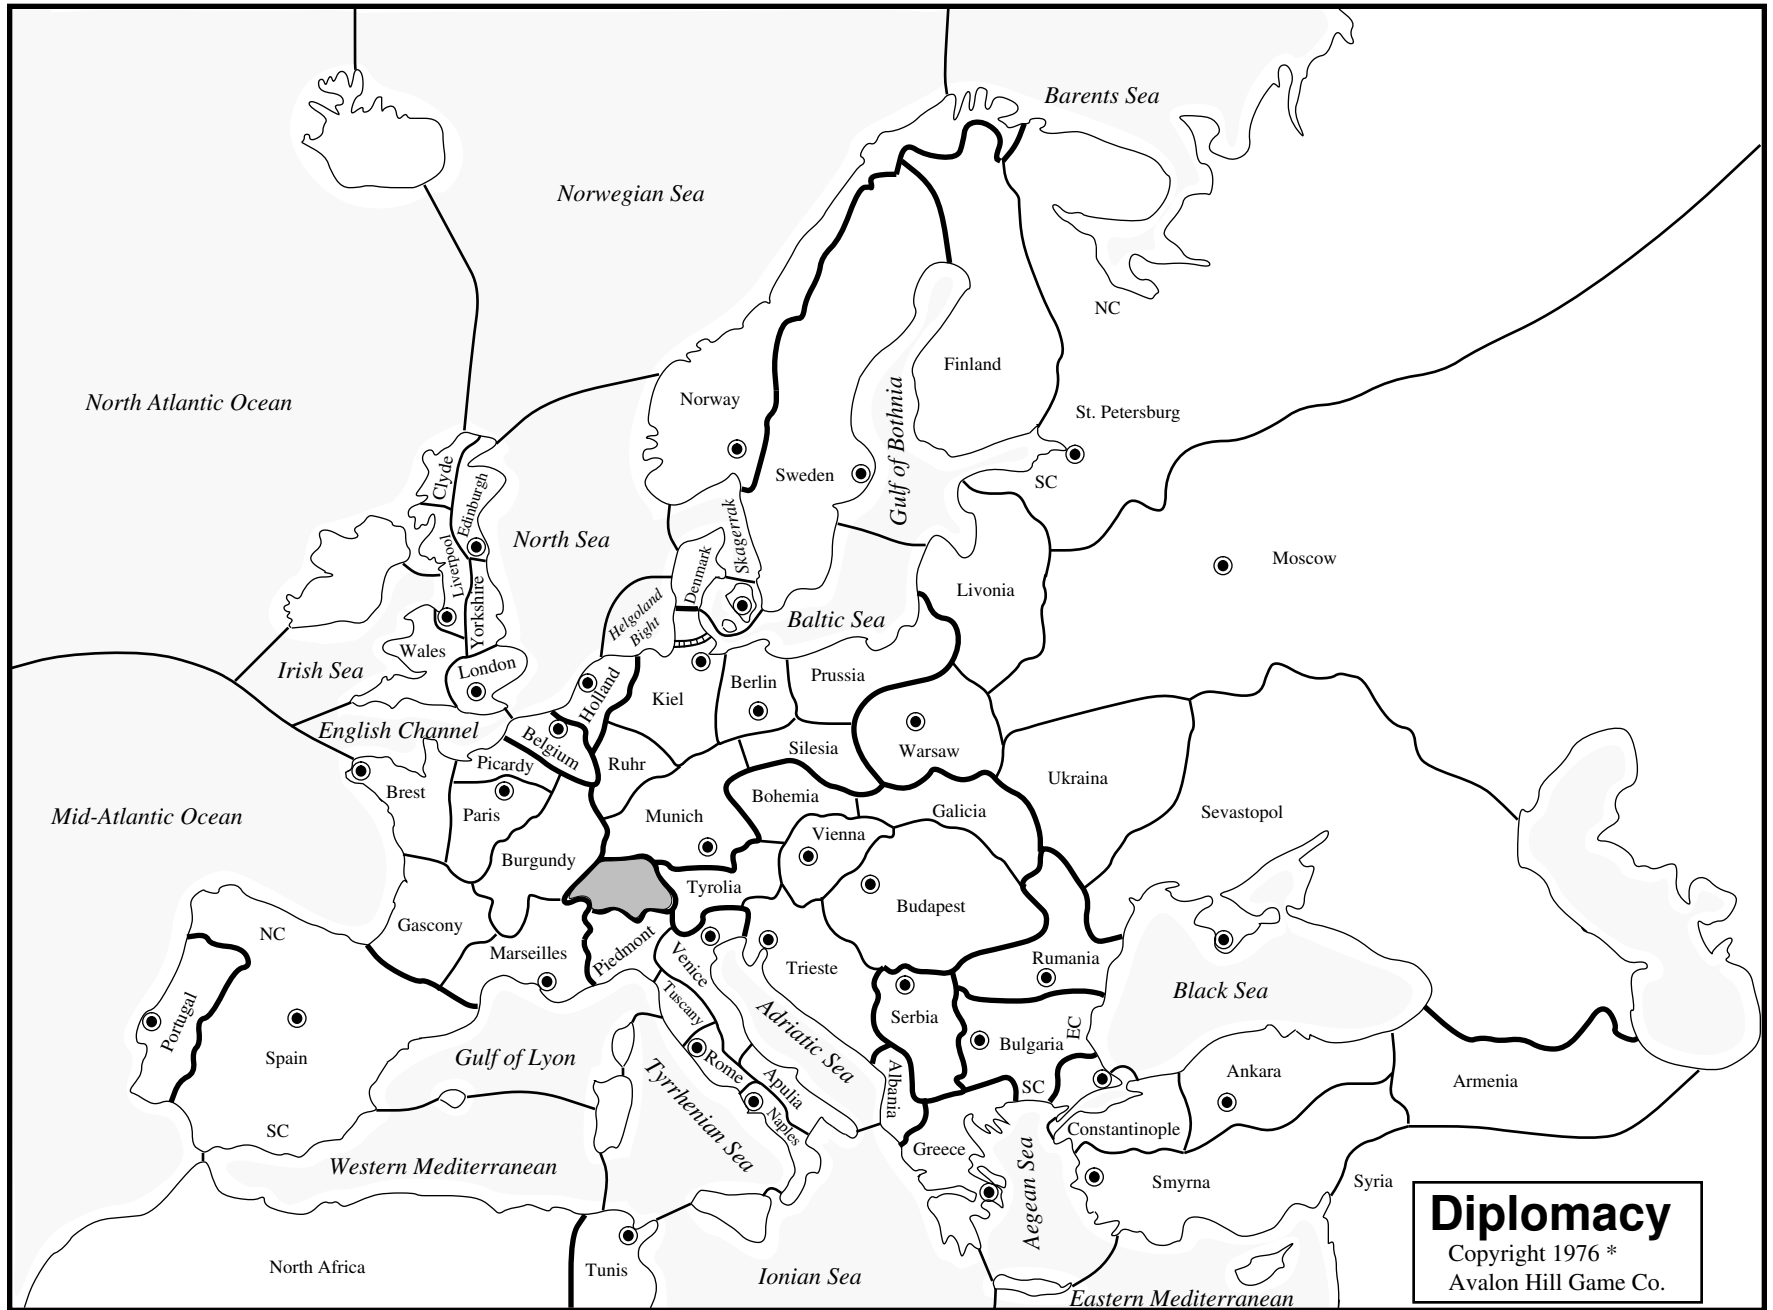 Barents Sea
Norwegian Sea
NC
Finland
Norway
North Atlantic Ocean
St. Petersburg
Gulf of Bothnia
Clyde
Sweden
SC
Edinburgh
Skagerrak
North Sea
Moscow
Liverpool
Denmark
Livonia
Yorkshire
Helgoland
Bight
Baltic Sea
Wales
Irish Sea
London
Holland
Kiel
Berlin
Prussia
English Channel
Belgium
Silesia
Warsaw
Picardy
Ruhr
Ukraina
Brest
Bohemia
Mid-Atlantic Ocean
Paris
Munich
Galicia
Sevastopol
Vienna
Burgundy
Tyrolia
Budapest
Gascony
NC
Marseilles
Piedmont
Venice
Trieste
Rumania
Black Sea
Tuscany
Portugal
Serbia
Adriatic Sea
EC
Bulgaria
Spain
Gulf of Lyon
Rome
Apulia
Albania
SC
Ankara
Armenia
Tyrrhenian Sea
Naples
SC
Constantinople
Greece
Western Mediterranean
Aegean Sea
Smyrna
Syria
North Africa
Tunis
Ionian Sea
Eastern Mediterranean
Diplomacy
Copyright 1976 *
Avalon Hill Game Co.